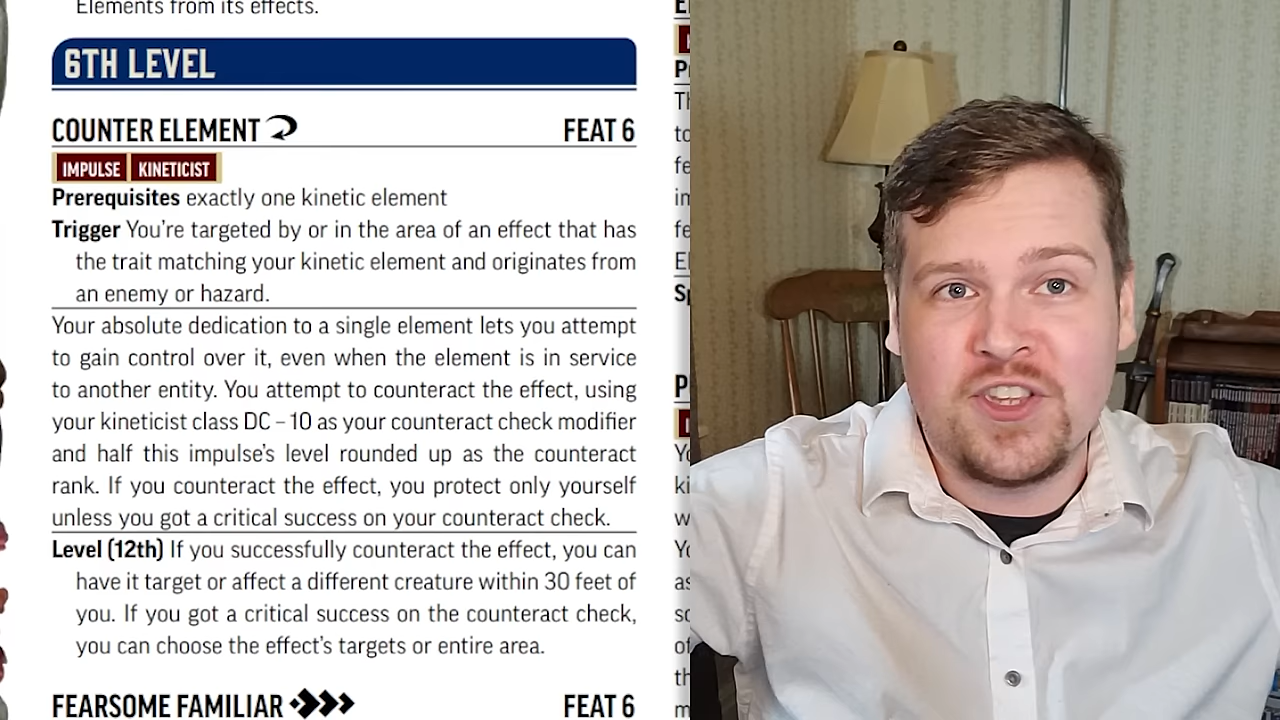 Elements from its effects.
6TH LEVEL
COUNTER ELEMENT FEAT 6
IMPULSE KINETICIST
Prerequisites exactly one kinetic element
Trigger You're targeted by or in the area of an effect that has
the trait matching your kinetic element and originates from
an enemy or hazard.
Your absolute dedication to a single element lets you attempt
to gain control over it, even when the element is in service
to another entity. You attempt to counteract the effect, using
your kineticist class DC – 10 as your counteract check modifier
and half this impulse's level rounded up as the counteract
rank. If you counteract the effect, you protect only yourself
unless you got a critical success on your counteract check.
Level (12th) If you successfully counteract the effect, you can
have it target or affect a different creature within 30 feet of
you. If you got a critical success on the counteract check,
you can choose the effect's targets or entire area.
FEARSOME FAMILIAR FEAT 6